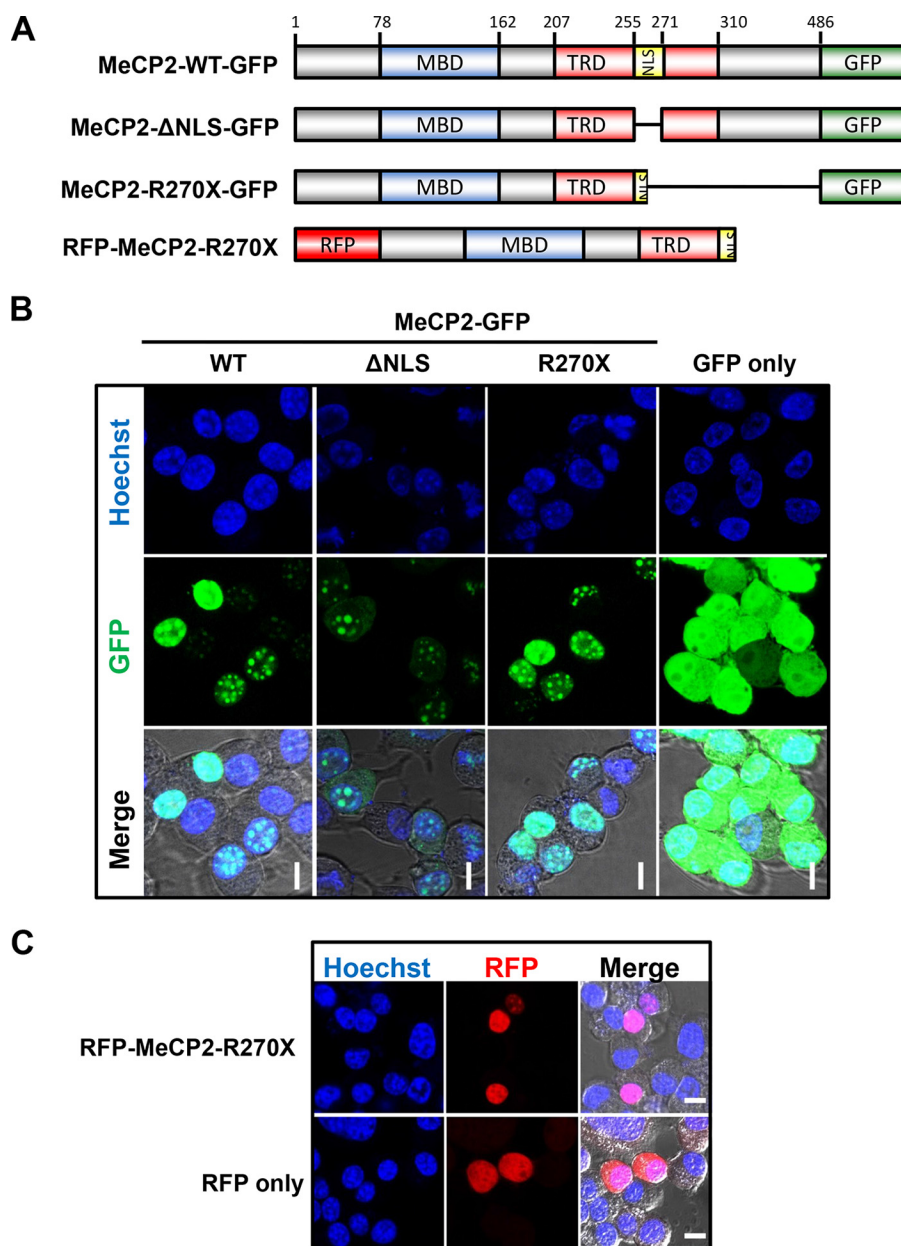 A
1 78 162 207 255 271 310 486
MeCP2-WT-GFP MBD TRD NLS GFP
MeCP2-ΔNLS-GFP MBD TRD GFP
MeCP2-R270X-GFP MBD TRD NLS GFP
RFP-MeCP2-R270X RFP MBD TRD NLS
B
MeCP2-GFP
WT ΔNLS R270X GFP only
Hoechst
GFP
Merge
C
Hoechst RFP Merge
RFP-MeCP2-R270X
RFP only